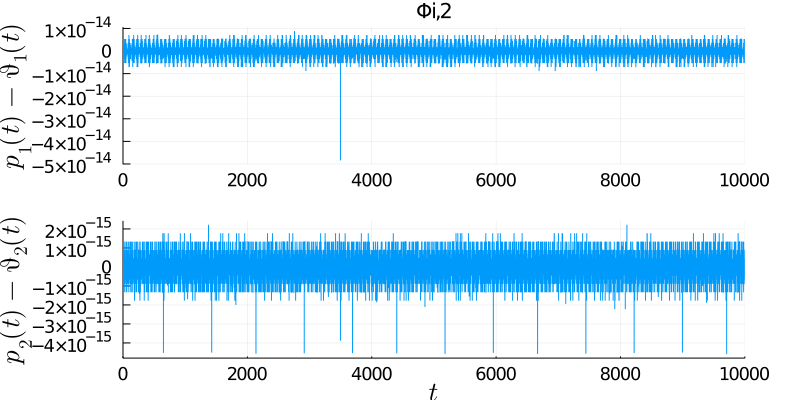 Φi,2
p₁(t) − ϑ₁(t)
1×10⁻¹⁴
0
−1×10⁻¹⁴
−2×10⁻¹⁴
−3×10⁻¹⁴
−4×10⁻¹⁴
−5×10⁻¹⁴
0 2000 4000 6000 8000 10000
p₂(t) − ϑ₂(t)
2×10⁻¹⁵
1×10⁻¹⁵
0
−1×10⁻¹⁵
−2×10⁻¹⁵
−3×10⁻¹⁵
−4×10⁻¹⁵
0 2000 4000 6000 8000 10000
t